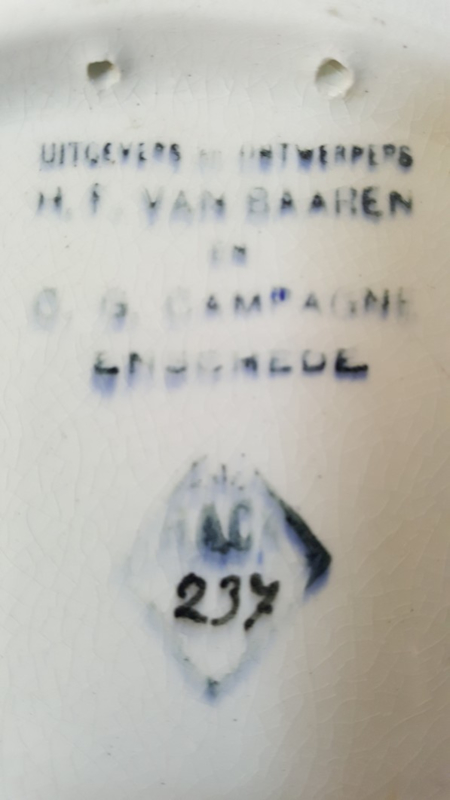 UITGEVERS EN ONTWERPERS
H. F. VAN BAAREN
EN
C. G. CAMPAGNE
ENSCHEDE
237